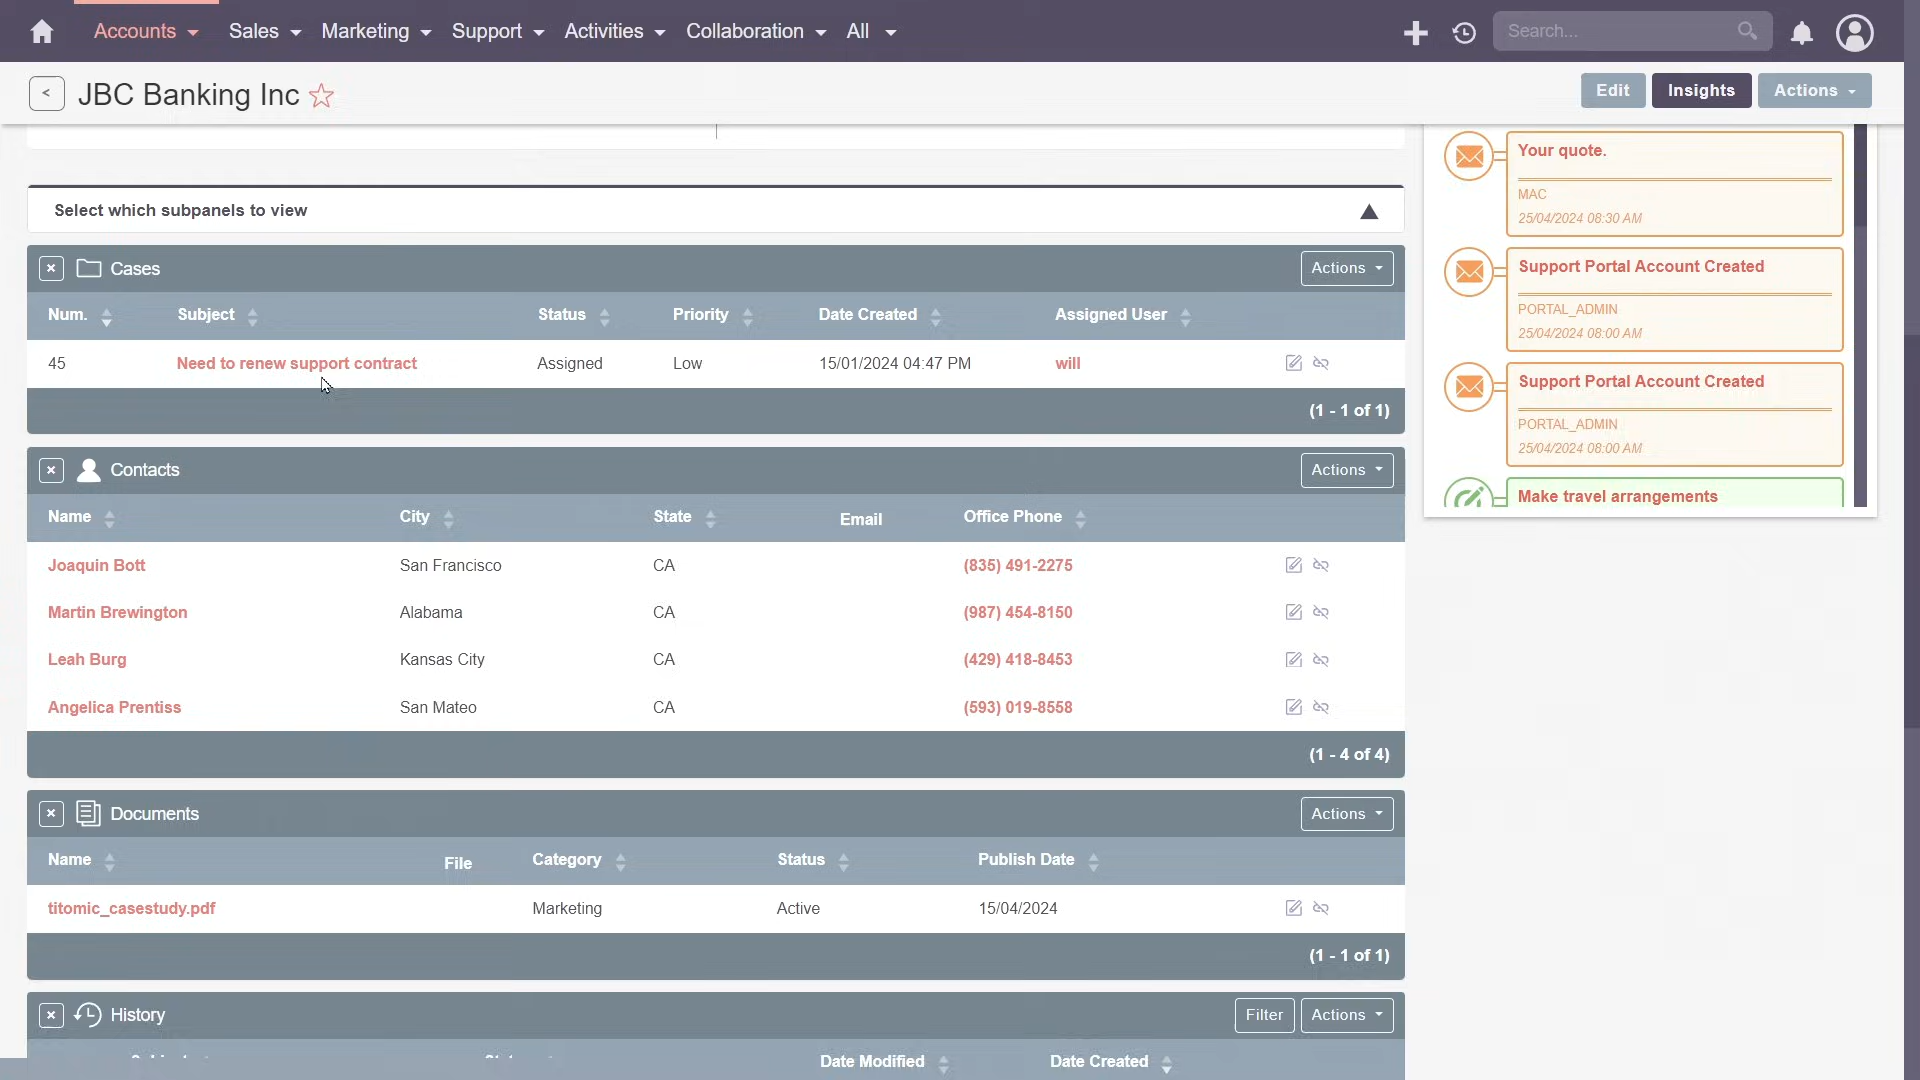 Accounts Sales Marketing Support Activities Collaboration All Search...
< JBC Banking Inc Edit Insights Actions
Select which subpanels to view
Cases Actions
Num. Subject Status Priority Date Created Assigned User
45 Need to renew support contract Assigned Low 15/01/2024 04:47 PM will
(1 - 1 of 1)
Contacts Actions
Name City State Email Office Phone
Joaquin Bott San Francisco CA (835) 491-2275
Martin Brewington Alabama CA (987) 454-8150
Leah Burg Kansas City CA (429) 418-8453
Angelica Prentiss San Mateo CA (593) 019-8558
(1 - 4 of 4)
Documents Actions
Name File Category Status Publish Date
titomic_casestudy.pdf Marketing Active 15/04/2024
(1 - 1 of 1)
History Filter Actions
Date Modified Date Created
Your quote.
MAC
25/04/2024 08:30 AM
Support Portal Account Created
PORTAL_ADMIN
25/04/2024 08:00 AM
Support Portal Account Created
PORTAL_ADMIN
25/04/2024 08:00 AM
Make travel arrangements